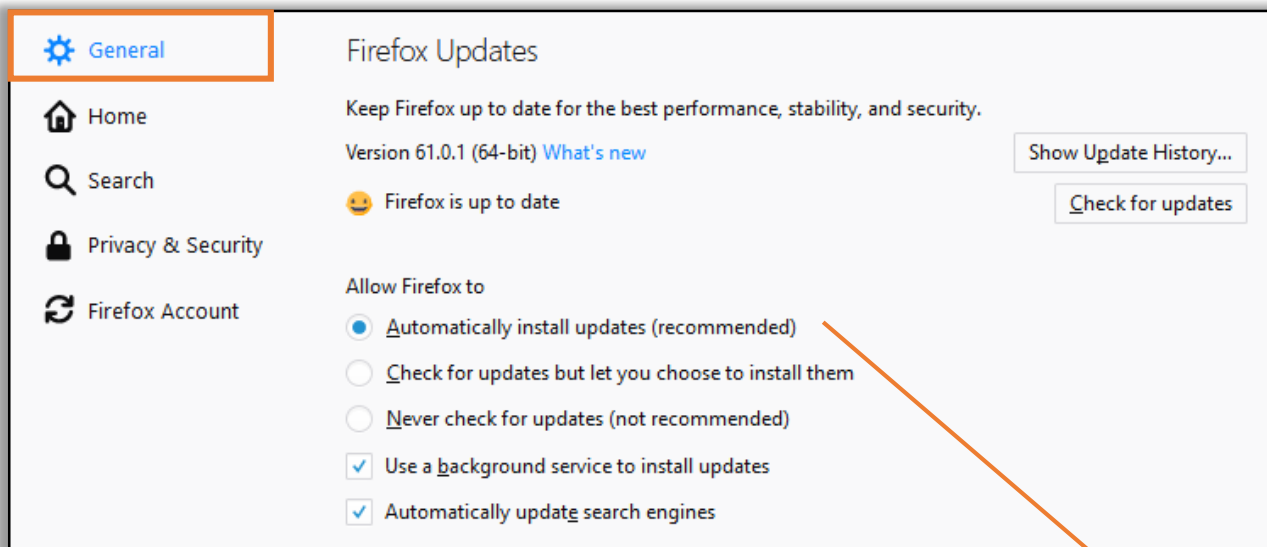 General
Home
Search
Privacy & Security
Firefox Account
Firefox Updates
Keep Firefox up to date for the best performance, stability, and security.
Version 61.0.1 (64-bit) What's new
Show Update History...
Firefox is up to date
Check for updates
Allow Firefox to
Automatically install updates (recommended)
Check for updates but let you choose to install them
Never check for updates (not recommended)
Use a background service to install updates
Automatically update search engines